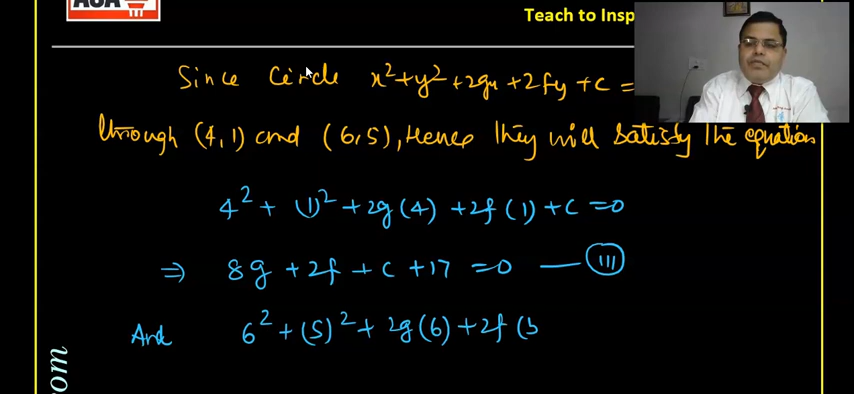 Teach to Insp
Since Circle x²+y²+2gx+2fy+c=
through (4,1) and (6,5), Hence they will satisfy the equations
4²+(1)²+2g(4)+2f(1)+c=0
⇒ 8g+2f+c+17=0 — (III)
And 6²+(5)²+2g(6)+2f(5
om